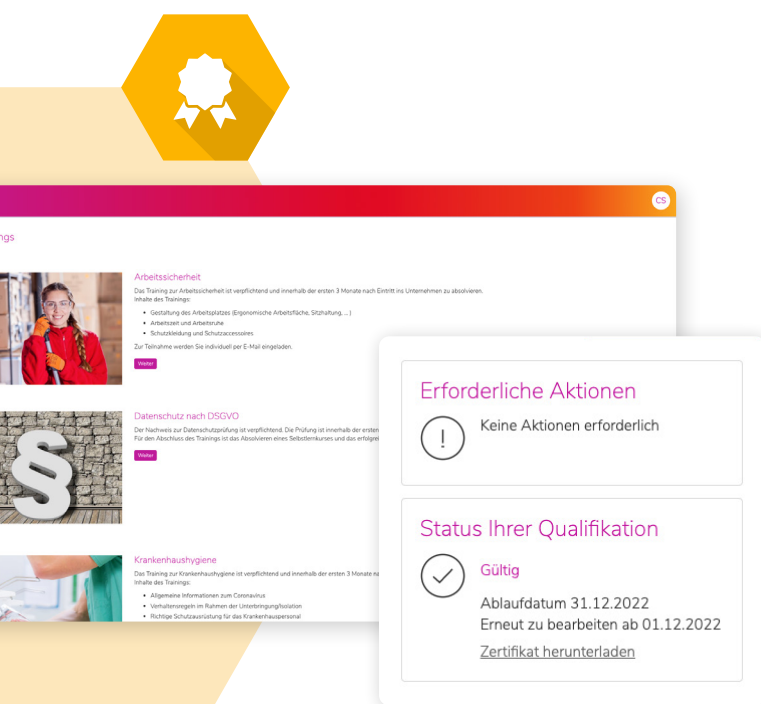 CS
ngs
Arbeitssicherheit
Das Training zur Arbeitssicherheit ist verpflichtend und innerhalb der ersten 3 Monate nach Eintritt ins Unternehmen zu absolvieren.
Inhalte des Trainings:
• Gestaltung des Arbeitsplatzes (Ergonomische Arbeitsfläche, Sitzhaltung, ... )
• Arbeitszeit und Arbeitsruhe
• Schutzkleidung und Schutzaccessoires
Zur Teilnahme werden Sie individuell per E-Mail eingeladen.
Weiter
Datenschutz nach DSGVO
Der Nachweis zur Datenschutzprüfung ist verpflichtend. Die Prüfung ist innerhalb der ersten
Für den Abschluss des Trainings ist das Absolvieren eines Selbstlernkurses und das erfolgrei
Weiter
Krankenhaushygiene
Das Training zur Krankenhaushygiene ist verpflichtend und innerhalb der ersten 3 Monate na
Inhalte des Trainings:
• Allgemeine Informationen zum Coronavirus
• Verhaltensregeln im Rahmen der Unterbringung/Isolation
• Richtige Schutzausrüstung für das Krankenhauspersonal
Erforderliche Aktionen
Keine Aktionen erforderlich
Status Ihrer Qualifikation
Gültig
Ablaufdatum 31.12.2022
Erneut zu bearbeiten ab 01.12.2022
Zertifikat herunterladen